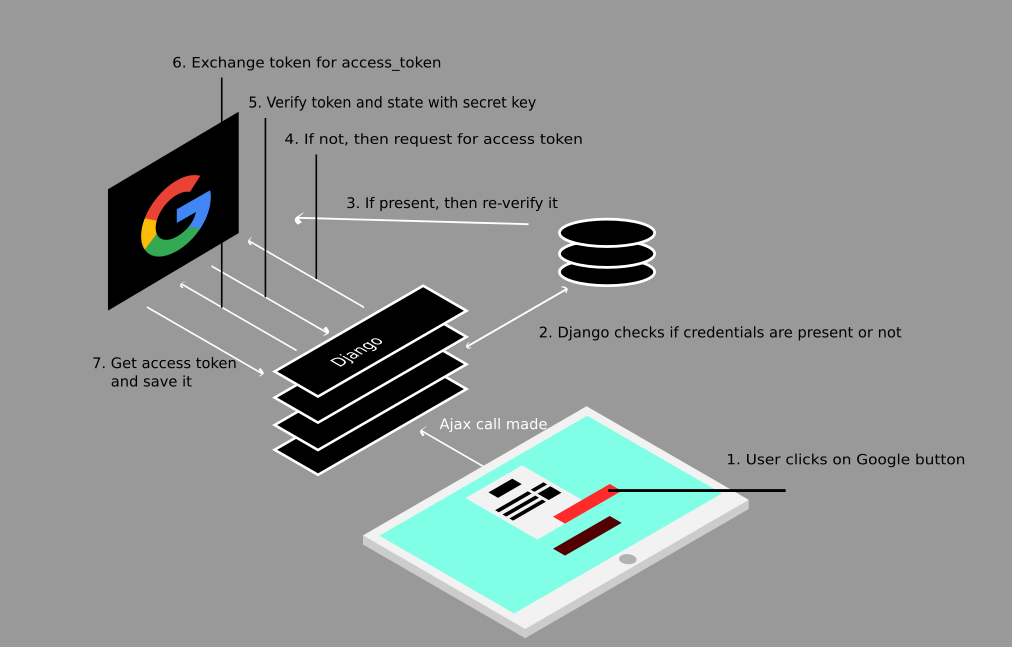 6. Exchange token for access_token
5. Verify token and state with secret key
4. If not, then request for access token
3. If present, then re-verify it
2. Django checks if credentials are present or not
Django
7. Get access token
and save it
Ajax call made
1. User clicks on Google button